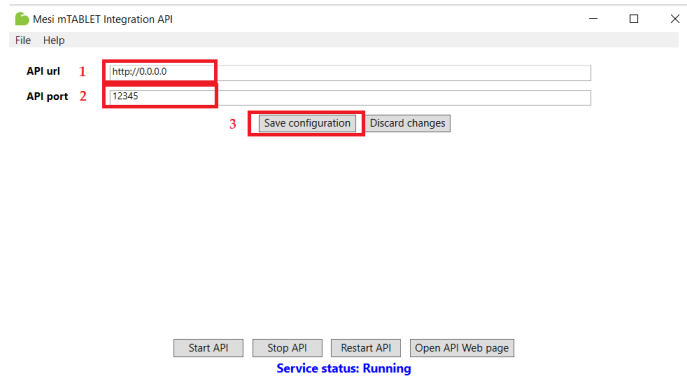 Mesi mTABLET Integration API
File Help
API url 1 http://0.0.0.0
API port 2 12345
3 Save configuration Discard changes
Start API Stop API Restart API Open API Web page
Service status: Running